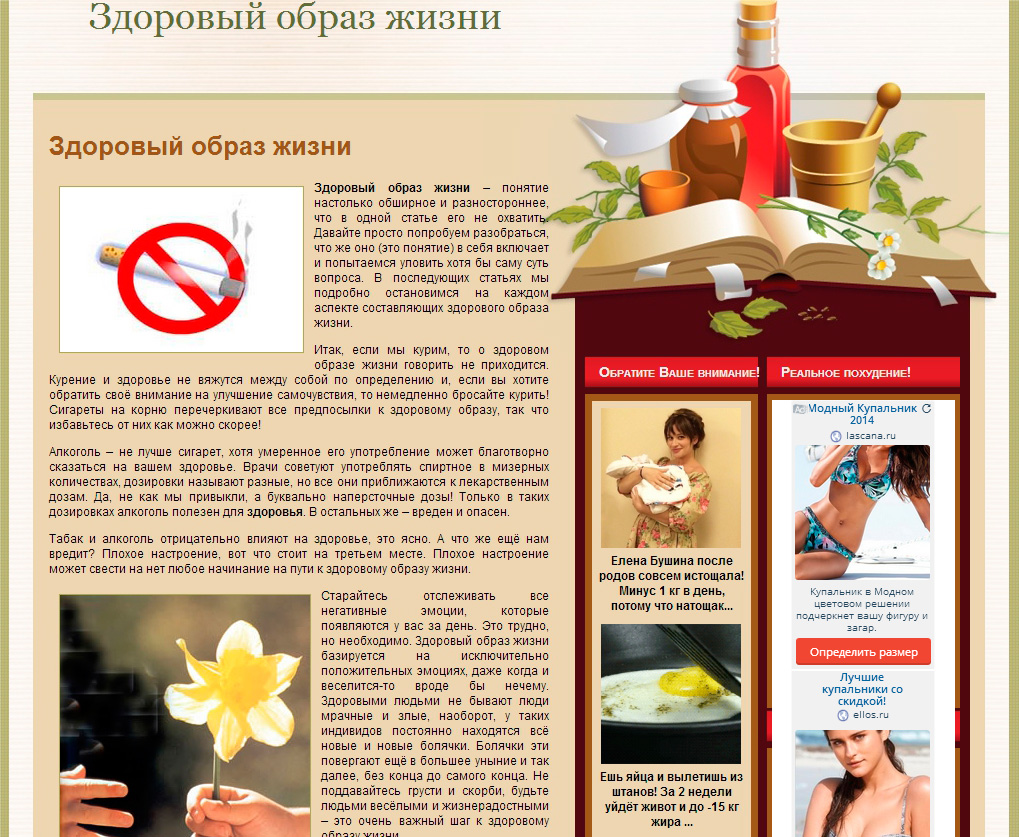 Здоровый образ жизни
Здоровый образ жизни
Здоровый образ жизни – понятие
настолько обширное и разностороннее,
что в одной статье его не охватить.
Давайте просто попробуем разобраться,
что же оно (это понятие) в себя включает
и попытаемся уловить хотя бы саму суть
вопроса. В последующих статьях мы
подробно остановимся на каждом
аспекте составляющих здорового образа
жизни.
Итак, если мы курим, то о здоровом
образе жизни говорить не приходится.
Курение и здоровье не вяжутся между собой по определению и, если вы хотите
обратить своё внимание на улучшение самочувствия, то немедленно бросайте курить!
Сигареты на корню перечеркивают все предпосылки к здоровому образу, так что
избавьтесь от них как можно скорее!
Алкоголь – не лучше сигарет, хотя умеренное его употребление может благотворно
сказаться на вашем здоровье. Врачи советуют употреблять спиртное в мизерных
количествах, дозировки называют разные, но все они приближаются к лекарственным
дозам. Да, не как мы привыкли, а буквально наперсточные дозы! Только в таких
дозировках алкоголь полезен для здоровья. В остальных же – вреден и опасен.
Табак и алкоголь отрицательно влияют на здоровье, это ясно. А что же ещё нам
вредит? Плохое настроение, вот что стоит на третьем месте. Плохое настроение
может свести на нет любое начинание на пути к здоровому образу жизни.
Старайтесь отслеживать все
негативные эмоции, которые
появляются у вас за день. Это трудно,
но необходимо. Здоровый образ жизни
базируется на исключительно
положительных эмоциях, даже когда и
веселится-то вроде бы нечему.
Здоровыми людьми не бывают люди
мрачные и злые, наоборот, у таких
индивидов постоянно находятся всё
новые и новые болячки. Болячки эти
повергают ещё в большее уныние и так
далее, без конца до самого конца. Не
поддавайтесь грусти и скорби, будьте
людьми весёлыми и жизнерадостными
– это очень важный шаг к здоровому
образу жизни.
Обратите Ваше внимание!
Елена Бушина после
родов совсем истощала!
Минус 1 кг в день,
потому что натощак...
Ешь яйца и вылетишь из
штанов! За 2 недели
уйдёт живот и до -15 кг
жира ...
Реальное похудение!
Модный Купальник
2014
lascana.ru
Купальник в Модном
цветовом решении
подчеркнет вашу фигуру и
загар.
Определить размер
Лучшие
купальники со
скидкой!
ellos.ru